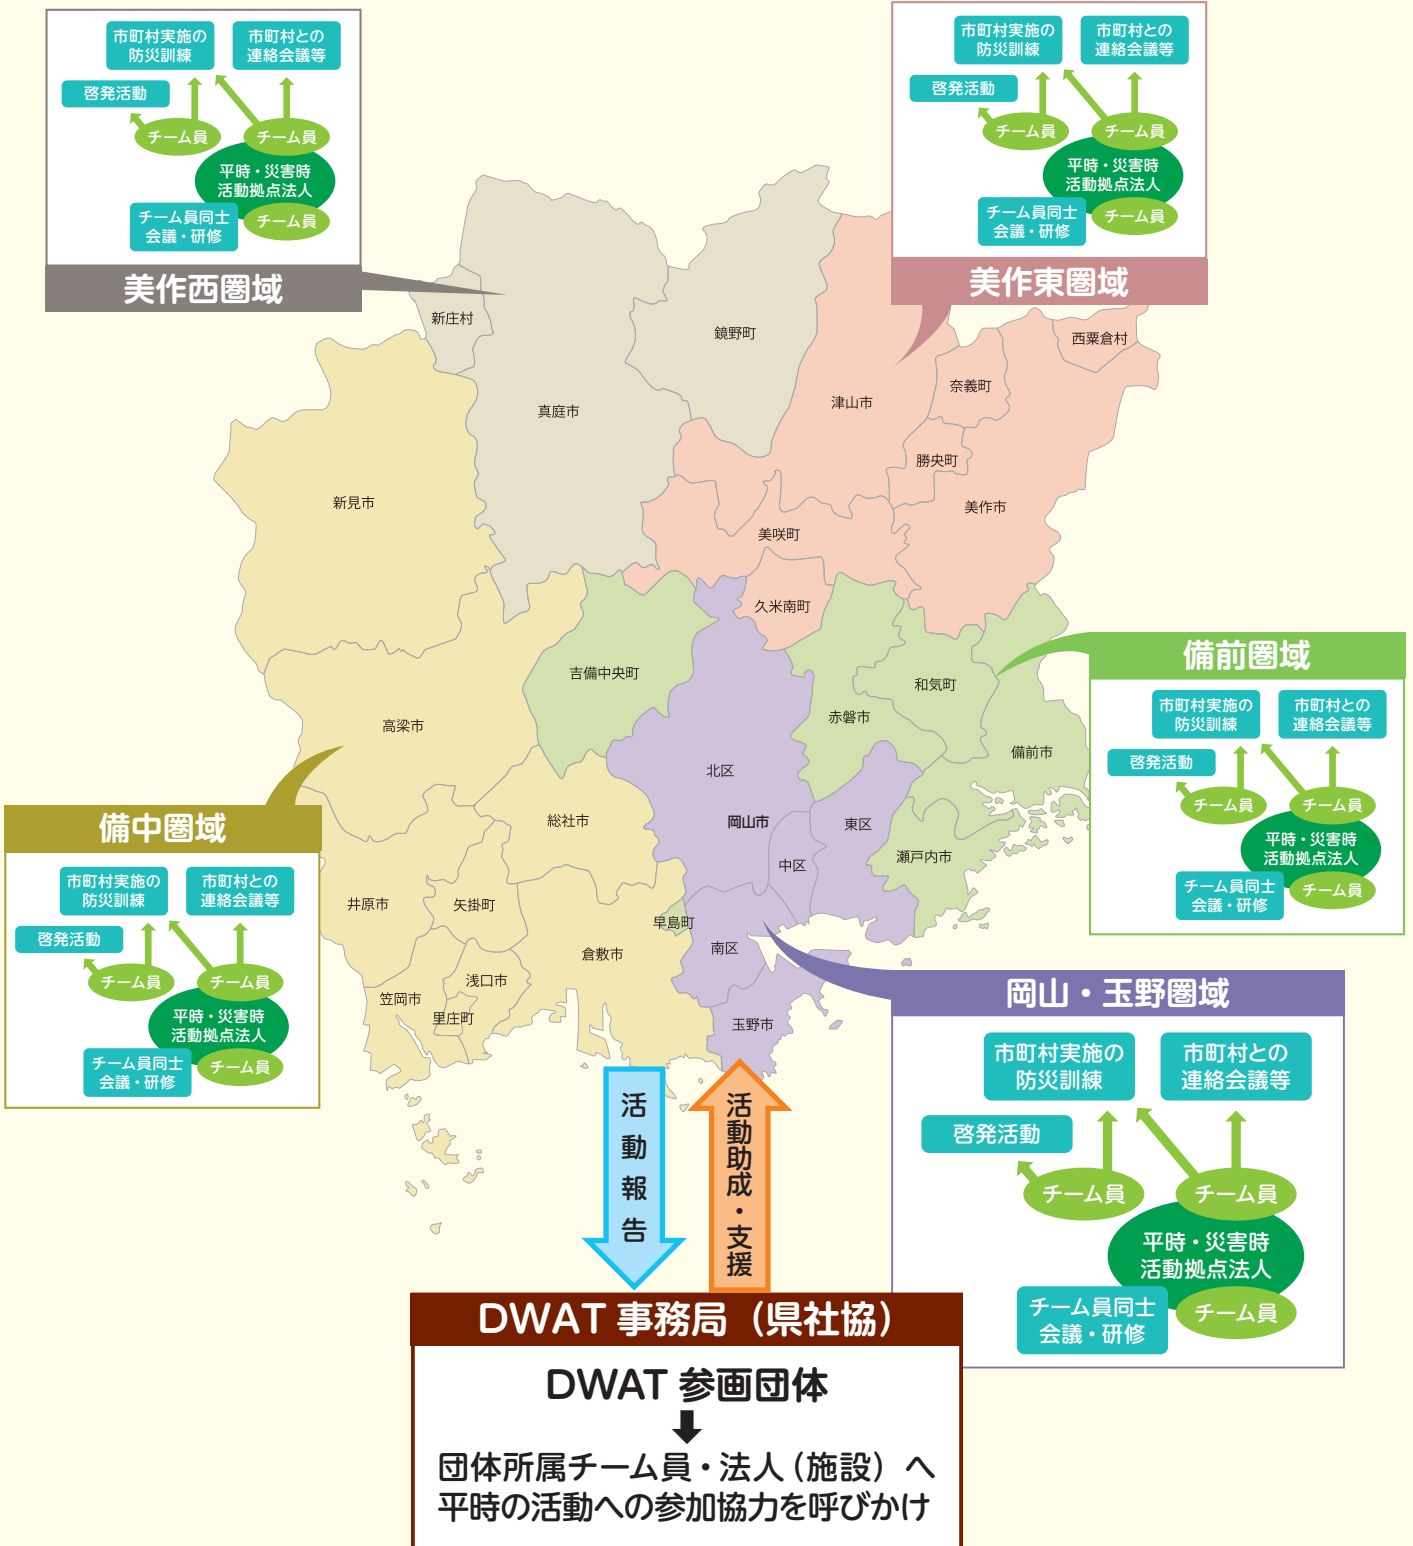 市町村実施の
防災訓練
市町村との
連絡会議等
啓発活動
チーム員
チーム員
平時・災害時
活動拠点法人
チーム員同士
会議・研修
チーム員
美作西圏域
市町村実施の
防災訓練
市町村との
連絡会議等
啓発活動
チーム員
チーム員
平時・災害時
活動拠点法人
チーム員同士
会議・研修
チーム員
美作東圏域
新庄村
鏡野町
西粟倉村
奈義町
津山市
真庭市
勝央町
新見市
美作市
美咲町
久米南町
吉備中央町
和気町
赤磐市
高梁市
備前市
北区
岡山市
総社市
東区
瀬戸内市
中区
井原市
矢掛町
早島町
南区
倉敷市
浅口市
笠岡市
里庄町
玉野市
備前圏域
市町村実施の
防災訓練
市町村との
連絡会議等
啓発活動
チーム員
チーム員
平時・災害時
活動拠点法人
チーム員同士
会議・研修
チーム員
備中圏域
市町村実施の
防災訓練
市町村との
連絡会議等
啓発活動
チーム員
チーム員
平時・災害時
活動拠点法人
チーム員同士
会議・研修
チーム員
岡山・玉野圏域
市町村実施の
防災訓練
市町村との
連絡会議等
啓発活動
チーム員
チーム員
平時・災害時
活動拠点法人
チーム員同士
会議・研修
チーム員
活動報告
活動助成・支援
DWAT 事務局（県社協）
DWAT 参画団体
団体所属チーム員・法人（施設）へ
平時の活動への参加協力を呼びかけ